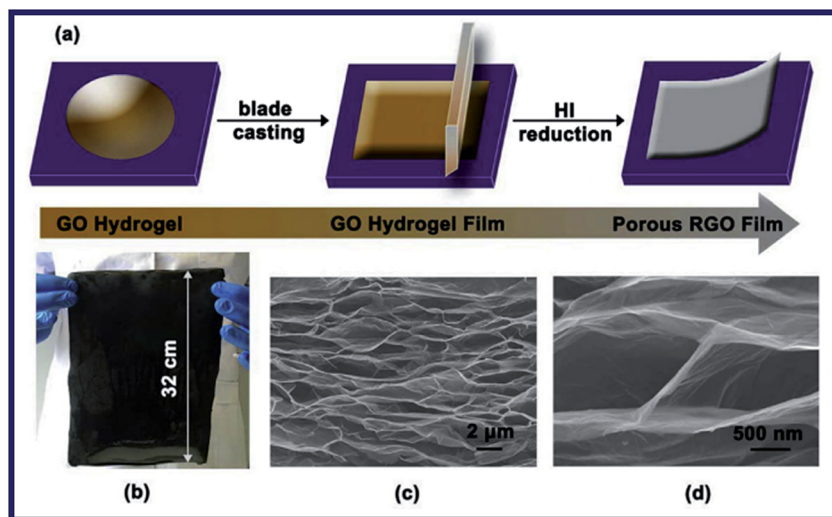 (a)
blade
casting
HI
reduction
GO Hydrogel
GO Hydrogel Film
Porous RGO Film
32 cm
2 µm
500 nm
(b)
(c)
(d)